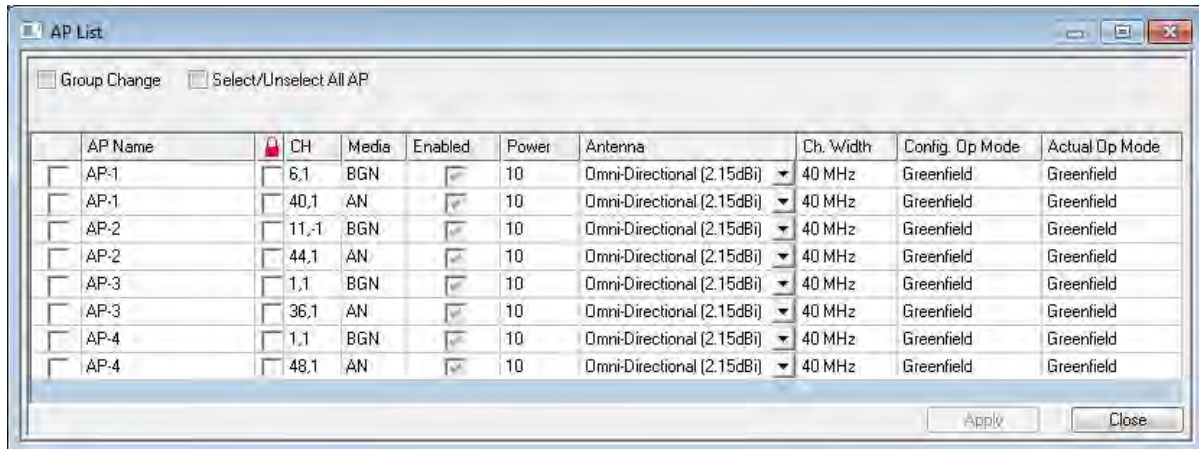 AP List
Group Change Select/Unselect All AP
AP Name CH Media Enabled Power Antenna Ch. Width Config. Op Mode Actual Op Mode
AP-1 6,1 BGN 10 Omni-Directional (2.15dBi) 40 MHz Greenfield Greenfield
AP-1 40,1 AN 10 Omni-Directional (2.15dBi) 40 MHz Greenfield Greenfield
AP-2 11,-1 BGN 10 Omni-Directional (2.15dBi) 40 MHz Greenfield Greenfield
AP-2 44,1 AN 10 Omni-Directional (2.15dBi) 40 MHz Greenfield Greenfield
AP-3 1,1 BGN 10 Omni-Directional (2.15dBi) 40 MHz Greenfield Greenfield
AP-3 36,1 AN 10 Omni-Directional (2.15dBi) 40 MHz Greenfield Greenfield
AP-4 1,1 BGN 10 Omni-Directional (2.15dBi) 40 MHz Greenfield Greenfield
AP-4 48,1 AN 10 Omni-Directional (2.15dBi) 40 MHz Greenfield Greenfield
Apply Close